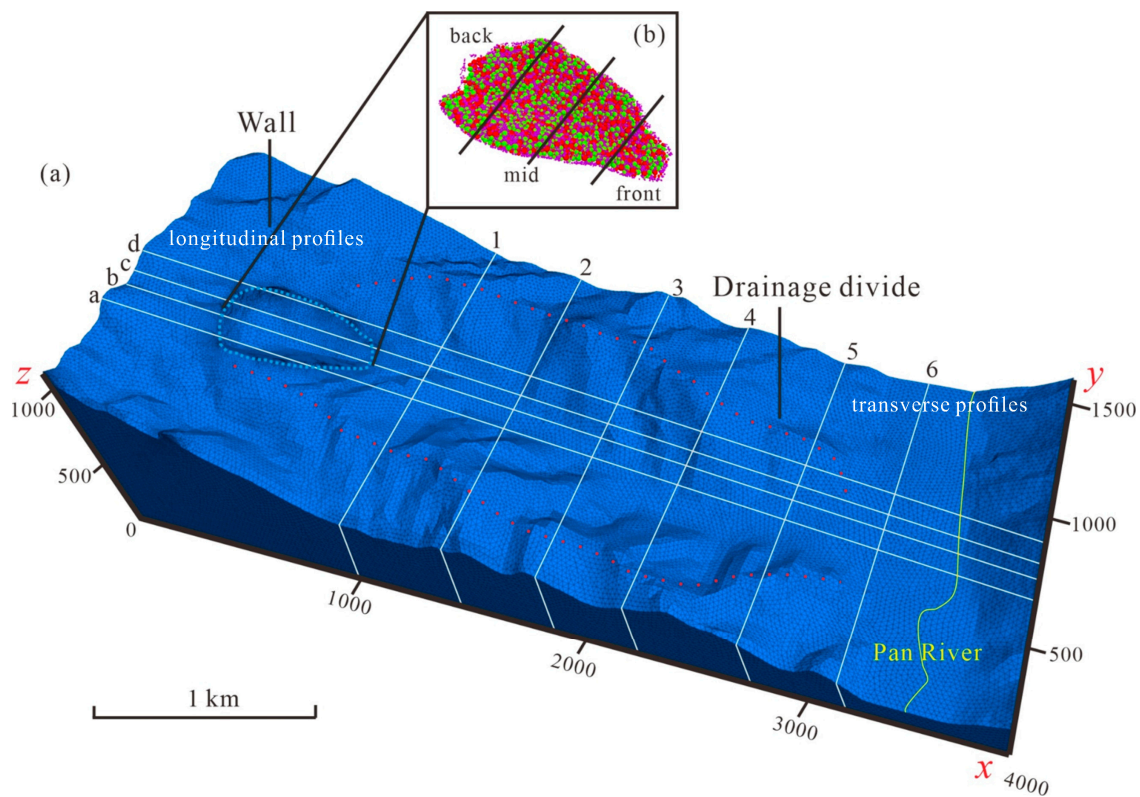 back
(b)
mid
front
Wall
(a)
longitudinal profiles
d
c
b
a
1
2
3
4
5
6
Drainage divide
transverse profiles
z
1000
500
0
y
1500
1000
500
1000
2000
3000
4000
x
Pan River
1 km